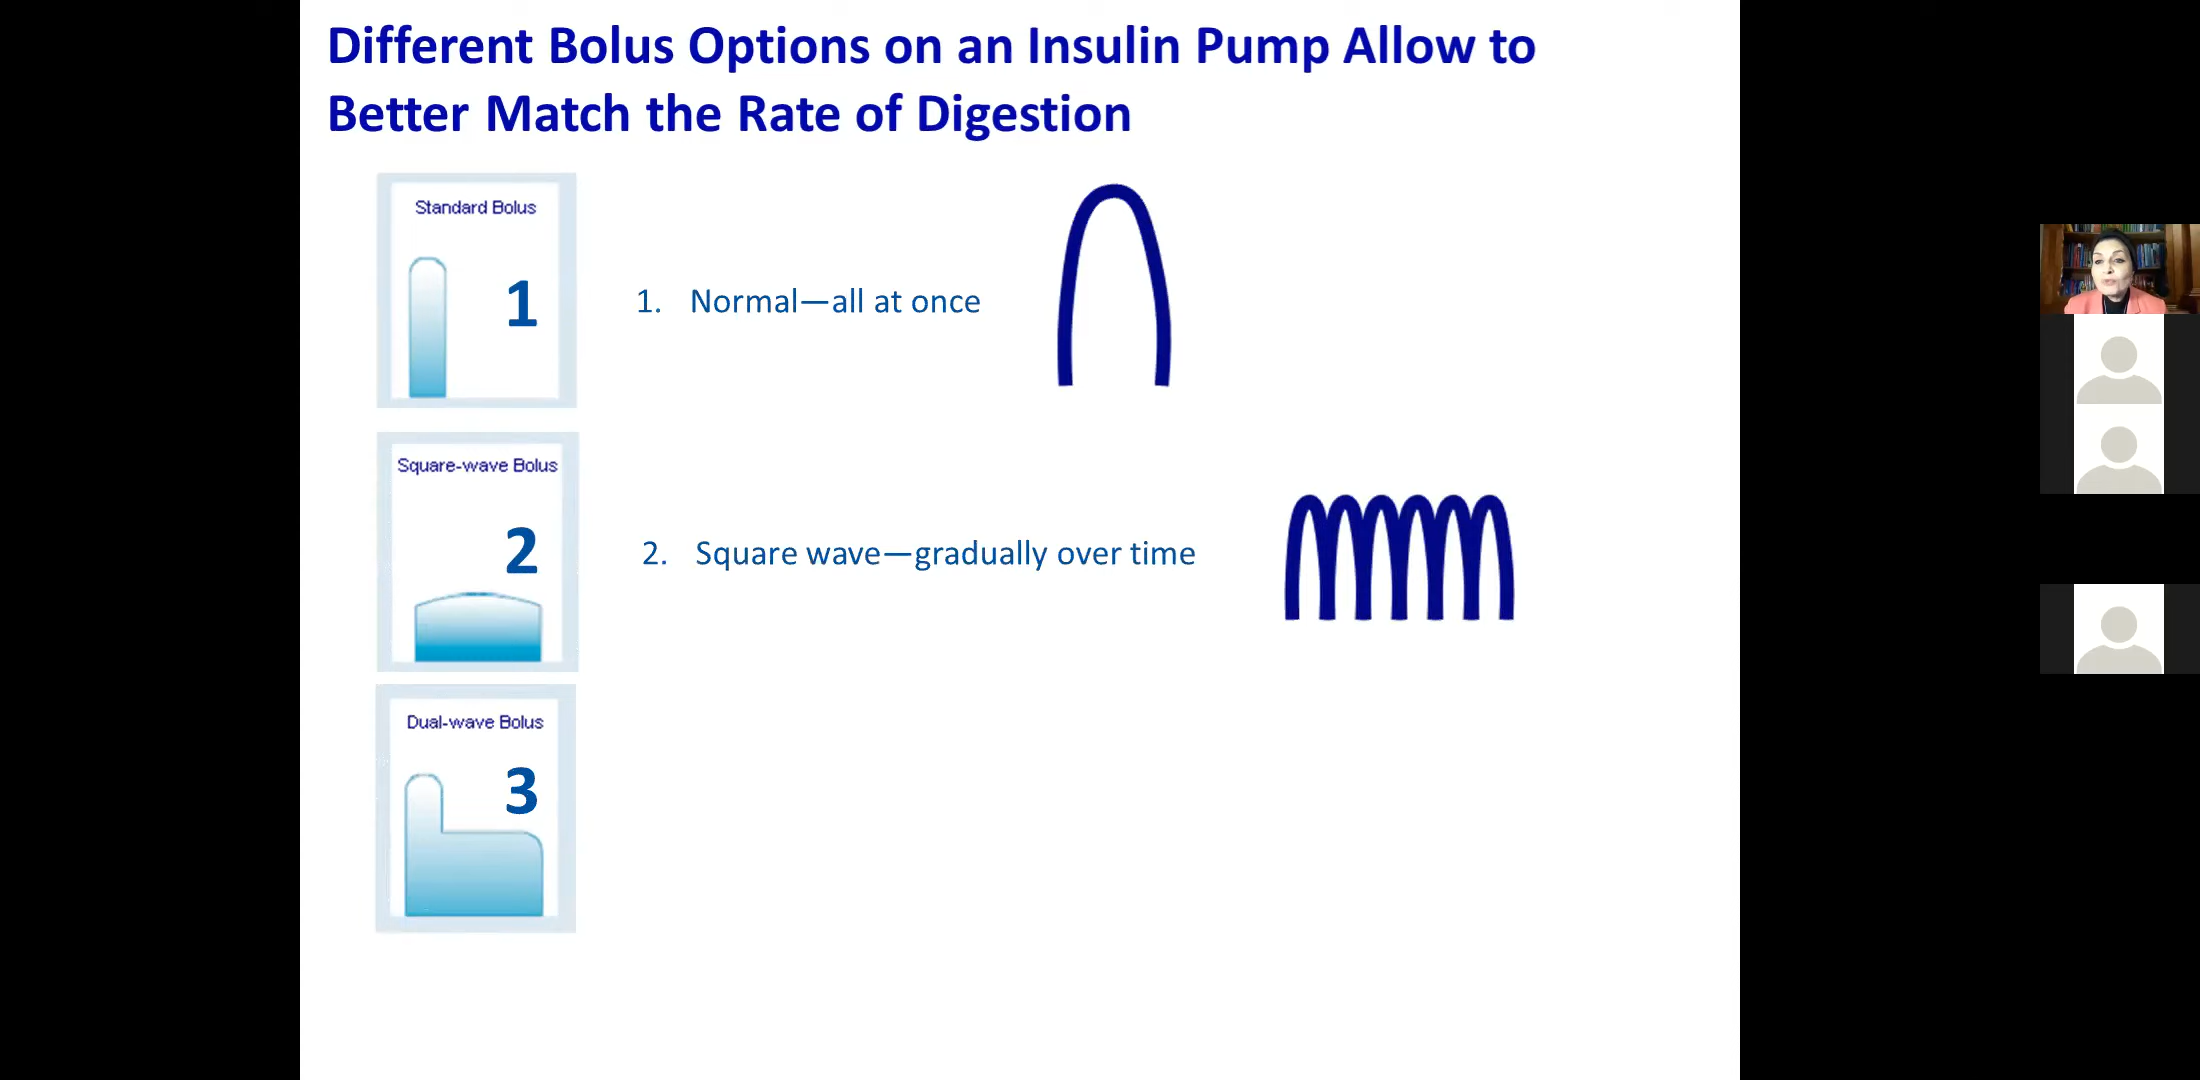 Different Bolus Options on an Insulin Pump Allow to
Better Match the Rate of Digestion
Standard Bolus
1
1. Normal—all at once
Square-wave Bolus
2
2. Square wave—gradually over time
Dual-wave Bolus
3